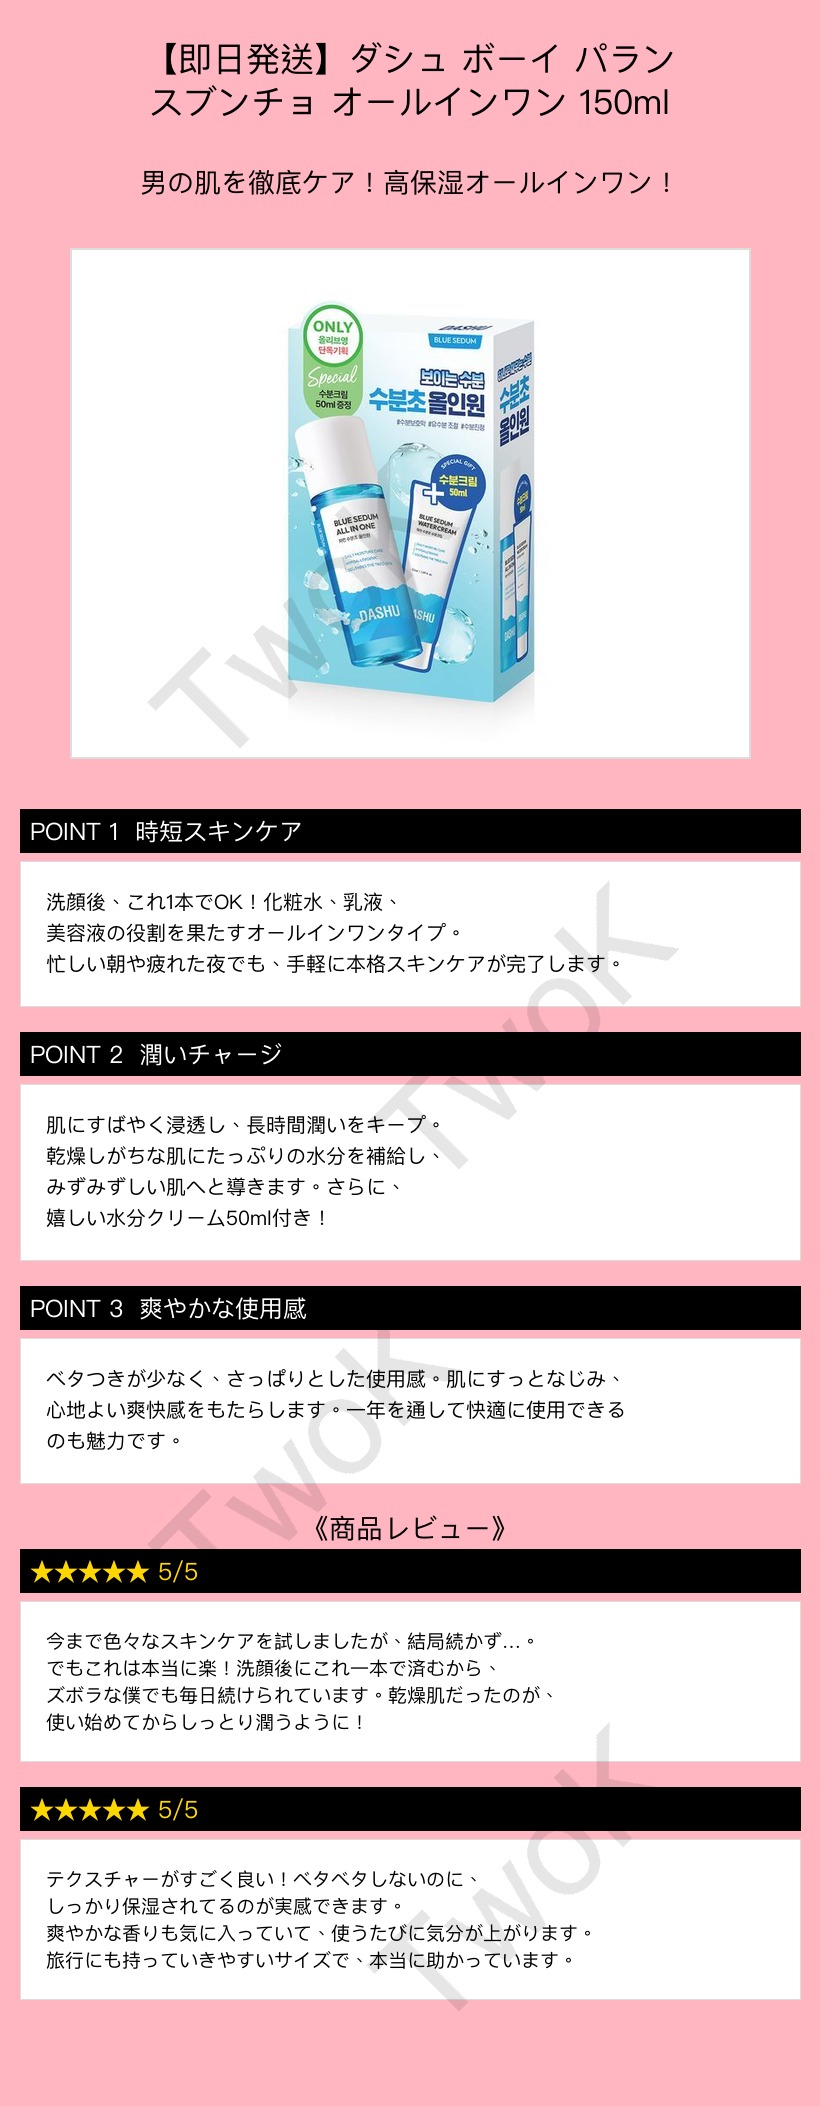 【即日発送】ダシュ ボーイ パラン
スブンチョ オールインワン 150ml
男の肌を徹底ケア！高保湿オールインワン！
ONLY
올리브영
단독기획
Special
수분크림
50ml 증정
DASHU
BLUE SEDUM
보이는 수분
수분초 올인원
#수분보호막 #유수분 조절 #수분진정
SPECIAL GIFT
수분크림
50ml
+
BLUE SEDUM
ALL IN ONE
DASHU
BLUE SEDUM
WATER CREAM
수분초
올인원
TwoK
POINT 1 時短スキンケア
洗顔後、これ1本でOK！化粧水、乳液、
美容液の役割を果たすオールインワンタイプ。
忙しい朝や疲れた夜でも、手軽に本格スキンケアが完了します。
TwoK
POINT 2 潤いチャージ
肌にすばやく浸透し、長時間潤いをキープ。
乾燥しがちな肌にたっぷりの水分を補給し、
みずみずしい肌へと導きます。さらに、
嬉しい水分クリーム50ml付き！
POINT 3 爽やかな使用感
ベタつきが少なく、さっぱりとした使用感。肌にすっとなじみ、
心地よい爽快感をもたらします。一年を通して快適に使用できる
のも魅力です。
TwoK
《商品レビュー》
★★★★★ 5/5
今まで色々なスキンケアを試しましたが、結局続かず…。
でもこれは本当に楽！洗顔後にこれ一本で済むから、
ズボラな僕でも毎日続けられています。乾燥肌だったのが、
使い始めてからしっとり潤うように！
★★★★★ 5/5
テクスチャーがすごく良い！ベタベタしないのに、
しっかり保湿されてるのが実感できます。
爽やかな香りも気に入っていて、使うたびに気分が上がります。
旅行にも持っていきやすいサイズで、本当に助かっています。
TwoK